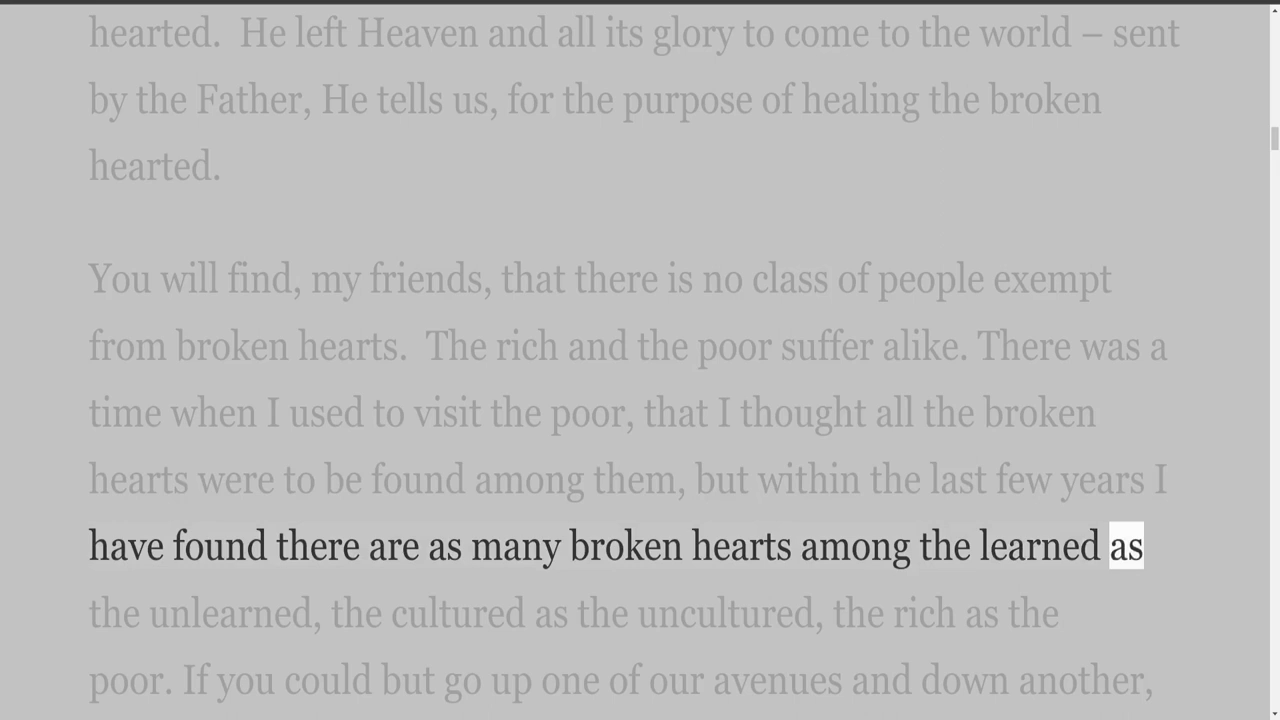 hearted.  He left Heaven and all its glory to come to the world – sent
by the Father, He tells us, for the purpose of healing the broken
hearted.
You will find, my friends, that there is no class of people exempt
from broken hearts.  The rich and the poor suffer alike. There was a
time when I used to visit the poor, that I thought all the broken
hearts were to be found among them, but within the last few years I
have found there are as many broken hearts among the learned as
the unlearned, the cultured as the uncultured, the rich as the
poor. If you could but go up one of our avenues and down another,